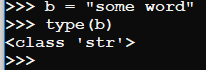 >>> b = "some word"
>>> type(b)
<class 'str'>
>>>